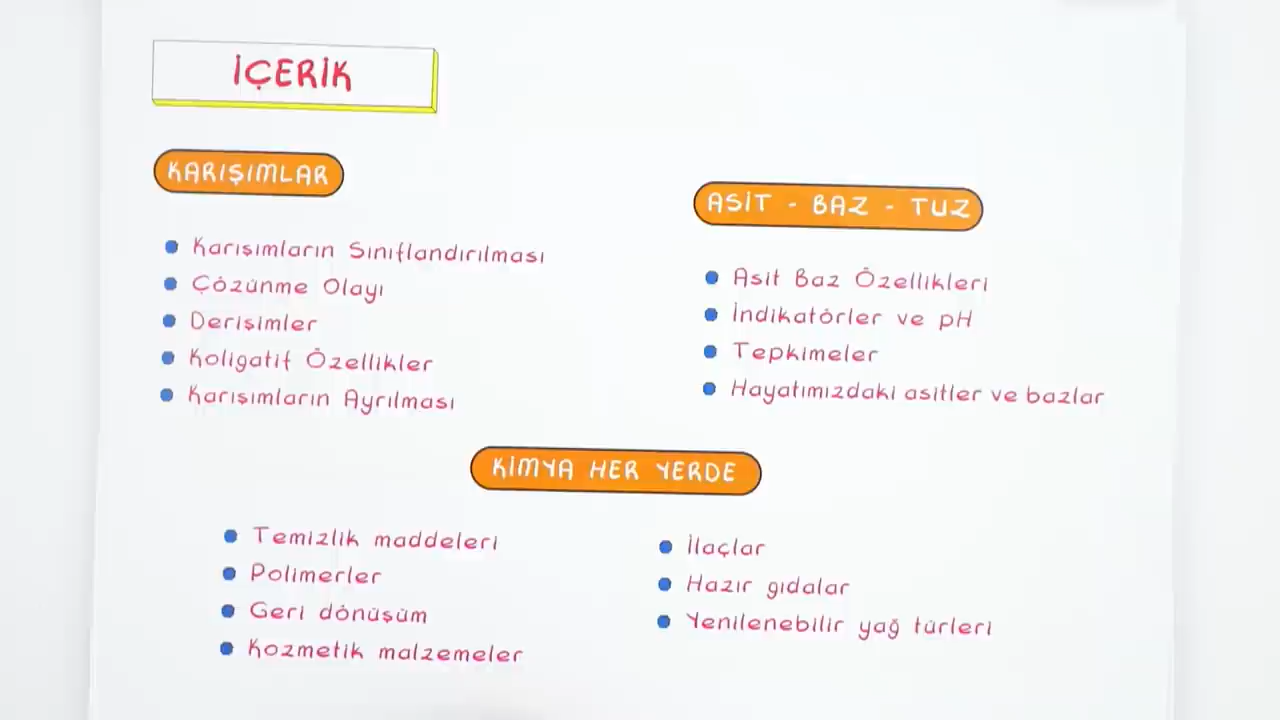 İÇERİK
KARIŞIMLAR
Karışımların Sınıflandırılması
Çözünme Olayı
Derişimler
Koligatif Özellikler
Karışımların Ayrılması
ASİT - BAZ - TUZ
Asit Baz Özellikleri
İndikatörler ve pH
Tepkimeler
Hayatımızdaki asitler ve bazlar
KİMYA HER YERDE
Temizlik maddeleri
Polimerler
Geri dönüşüm
Kozmetik malzemeler
İlaçlar
Hazır gıdalar
Yenilenebilir yağ türleri